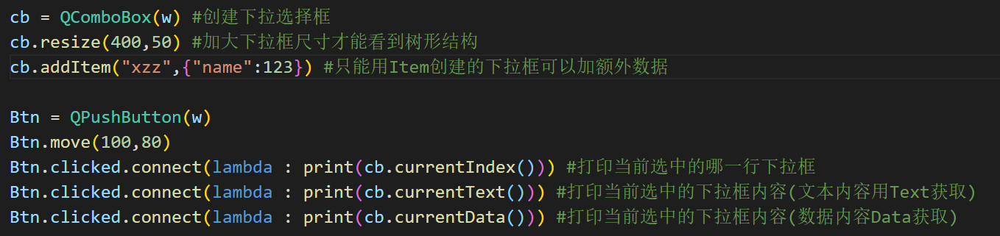 cb = QComboBox(w) #创建下拉选择框
cb.resize(400,50) #加大下拉框尺寸才能看到树形结构
cb.addItem("xzz",{"name":123}) #只能用Item创建的下拉框可以加额外数据
Btn = QPushButton(w)
Btn.move(100,80)
Btn.clicked.connect(lambda : print(cb.currentIndex())) #打印当前选中的哪一行下拉框
Btn.clicked.connect(lambda : print(cb.currentText())) #打印当前选中的下拉框内容(文本内容用Text获取)
Btn.clicked.connect(lambda : print(cb.currentData())) #打印当前选中的下拉框内容(数据内容Data获取)